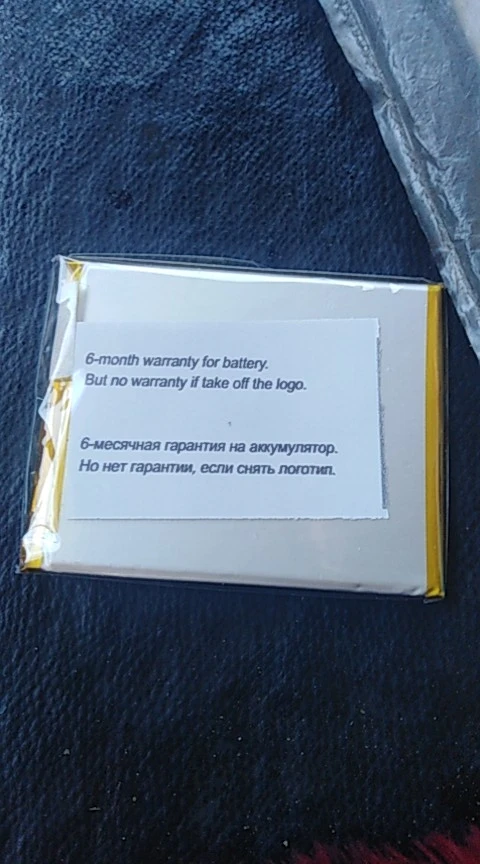 6-month warranty for battery.
But no warranty if take off the logo.
6-месячная гарантия на аккумулятор.
Но нет гарантии, если снять логотип.